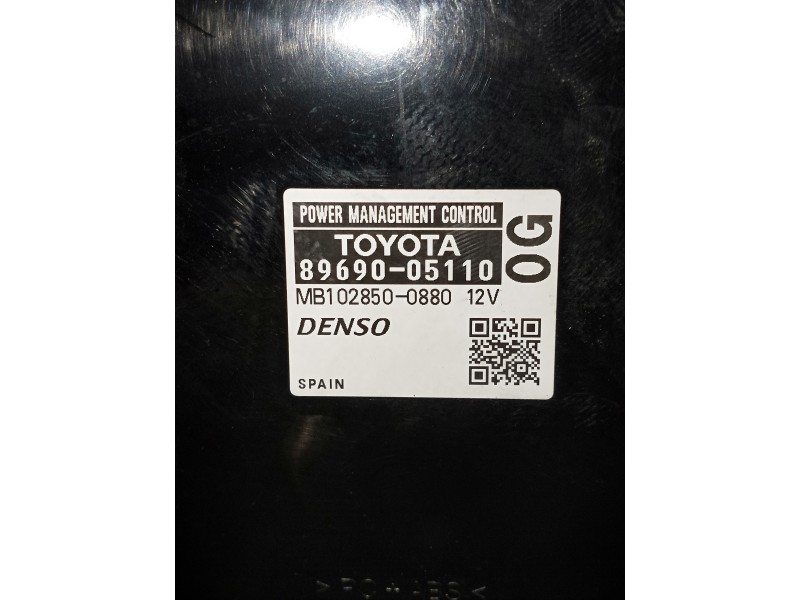 POWER MANAGEMENT CONTROL
TOYOTA
89690-05110
0G
MB102850-0880 12V
DENSO
SPAIN